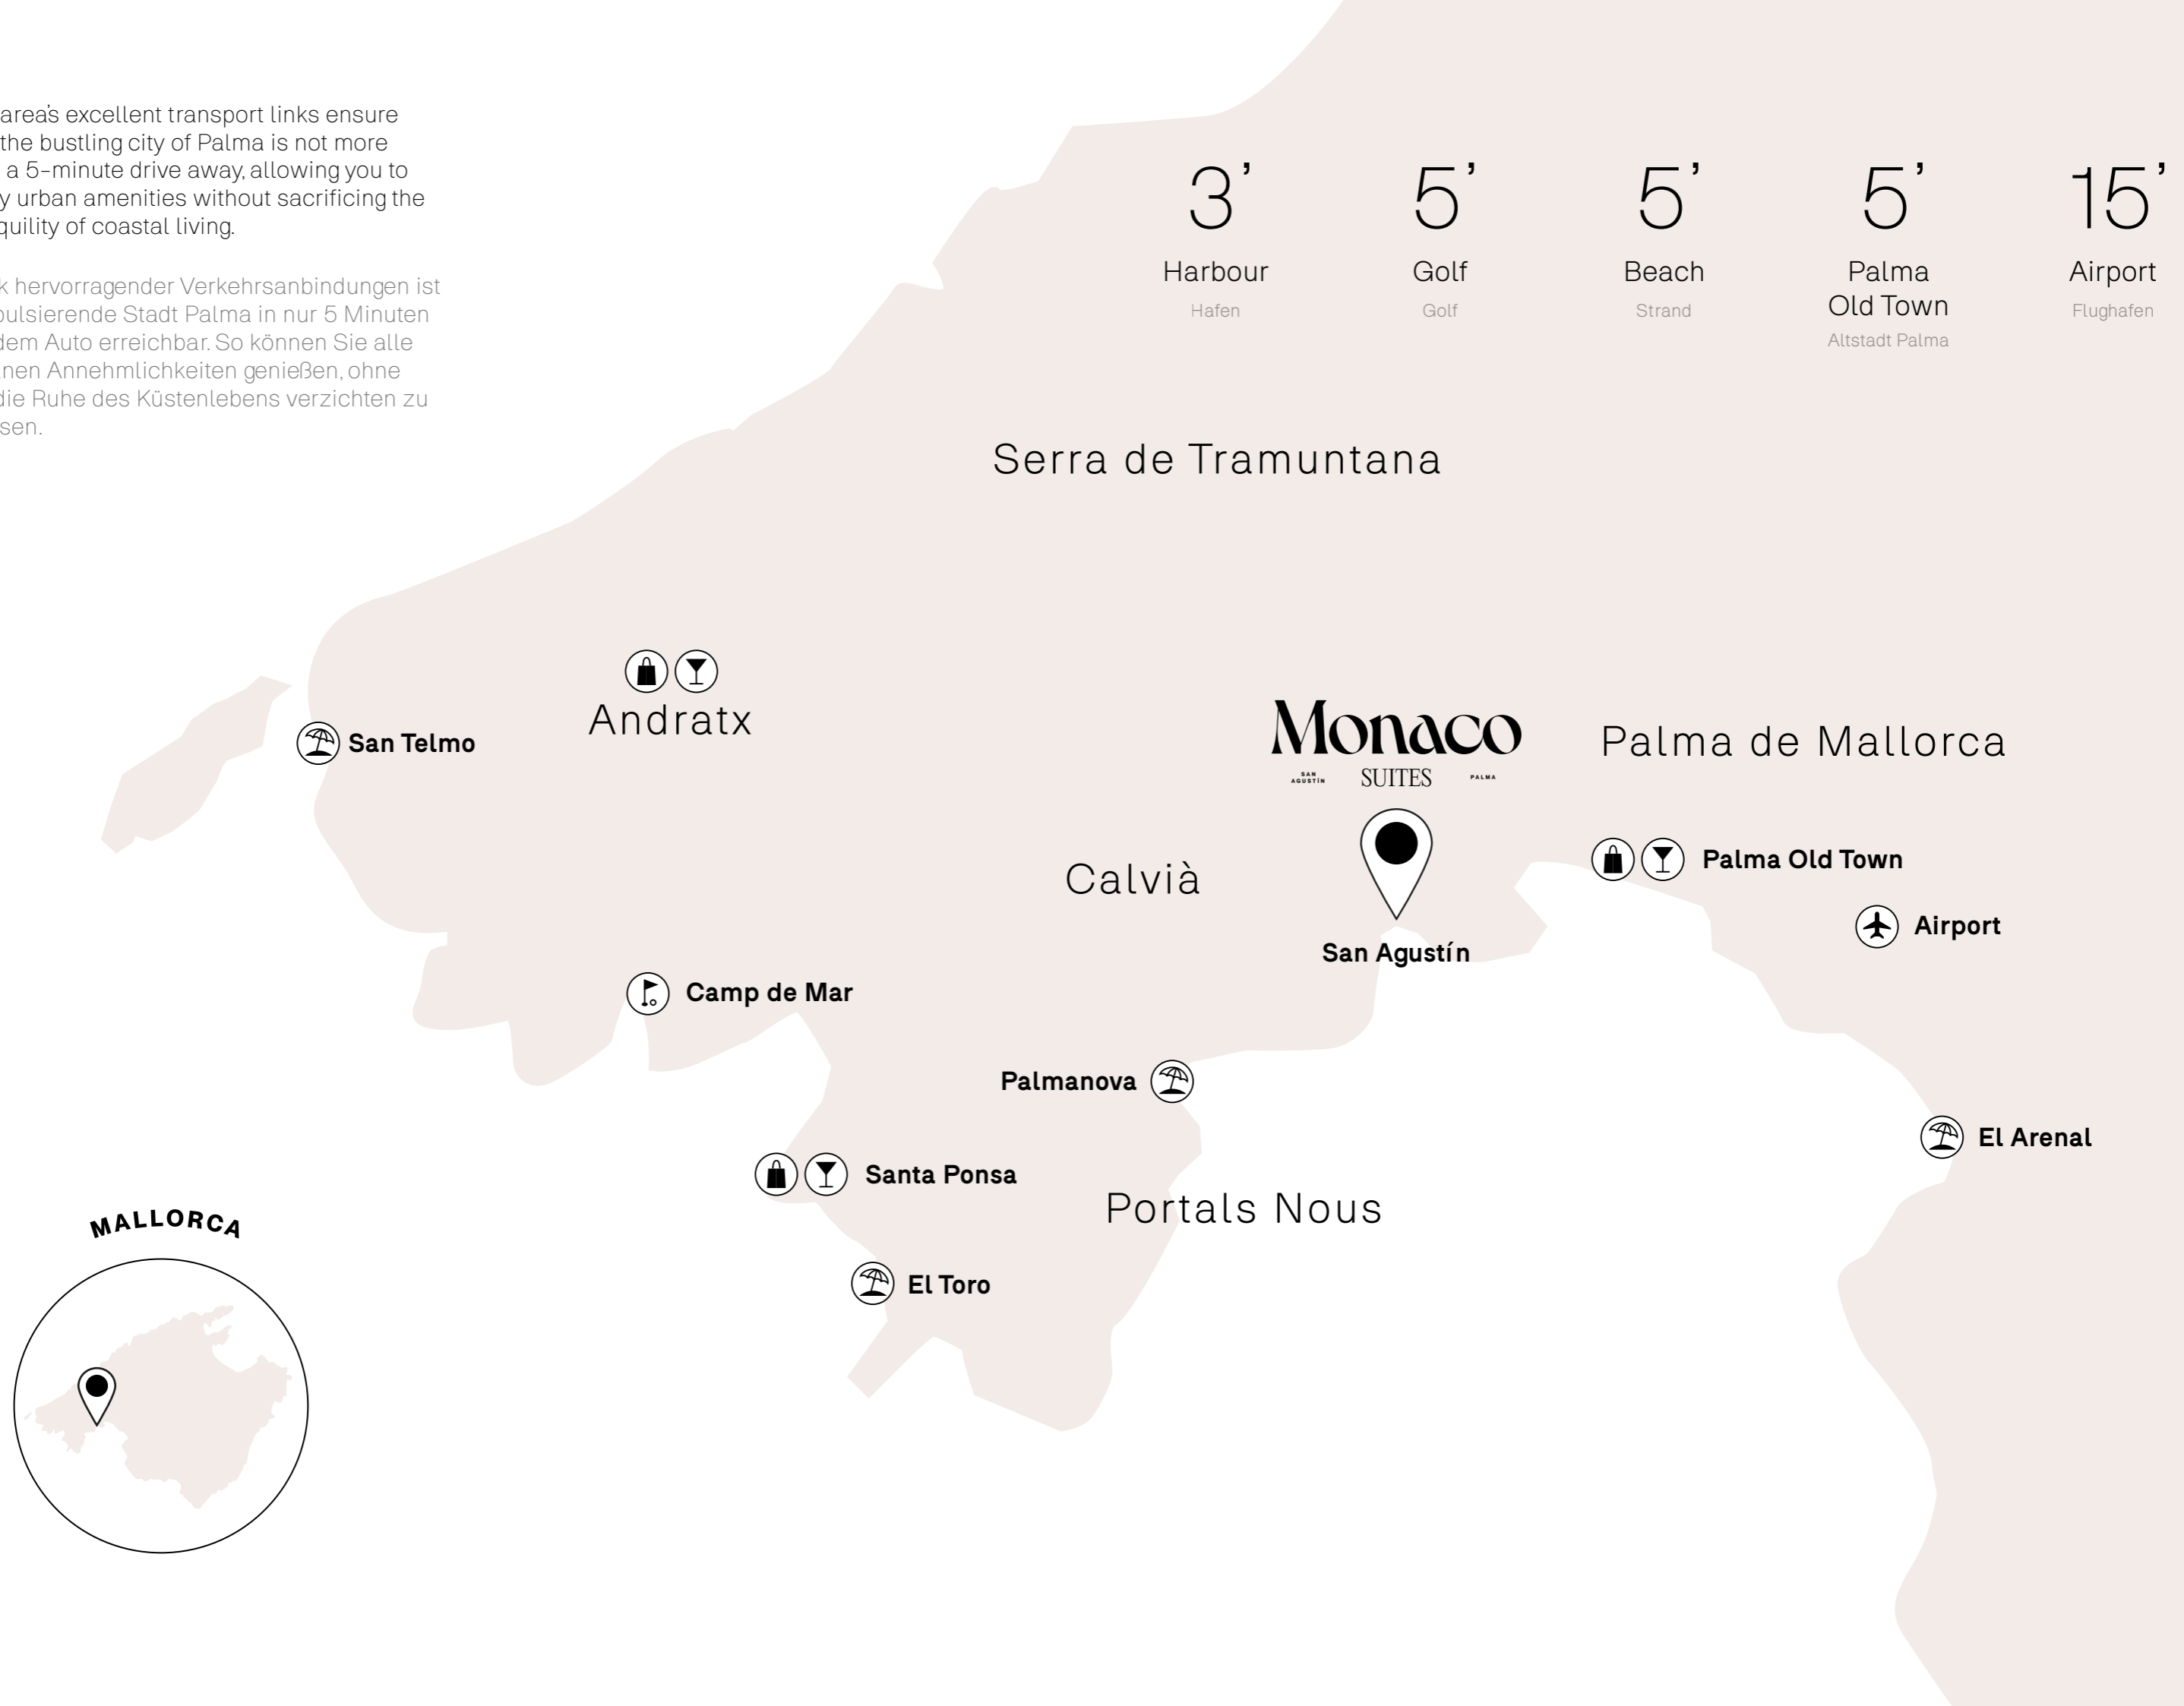 area's excellent transport links ensure
the bustling city of Palma is not more
a 5-minute drive away, allowing you to
y urban amenities without sacrificing the
quility of coastal living.
k hervorragender Verkehrsanbindungen ist
pulsierende Stadt Palma in nur 5 Minuten
dem Auto erreichbar. So können Sie alle
nen Annehmlichkeiten genießen, ohne
die Ruhe des Küstenlebens verzichten zu
sen.
3’
Harbour
Hafen
5’
Golf
Golf
5’
Beach
Strand
5’
Palma
Old Town
Altstadt Palma
15’
Airport
Flughafen
Serra de Tramuntana
Andratx
San Telmo
Monaco
SAN
AGUSTÍN
SUITES
PALMA
Palma de Mallorca
Calvià
Palma Old Town
Airport
San Agustín
Camp de Mar
Palmanova
El Arenal
Santa Ponsa
Portals Nous
El Toro
MALLORCA